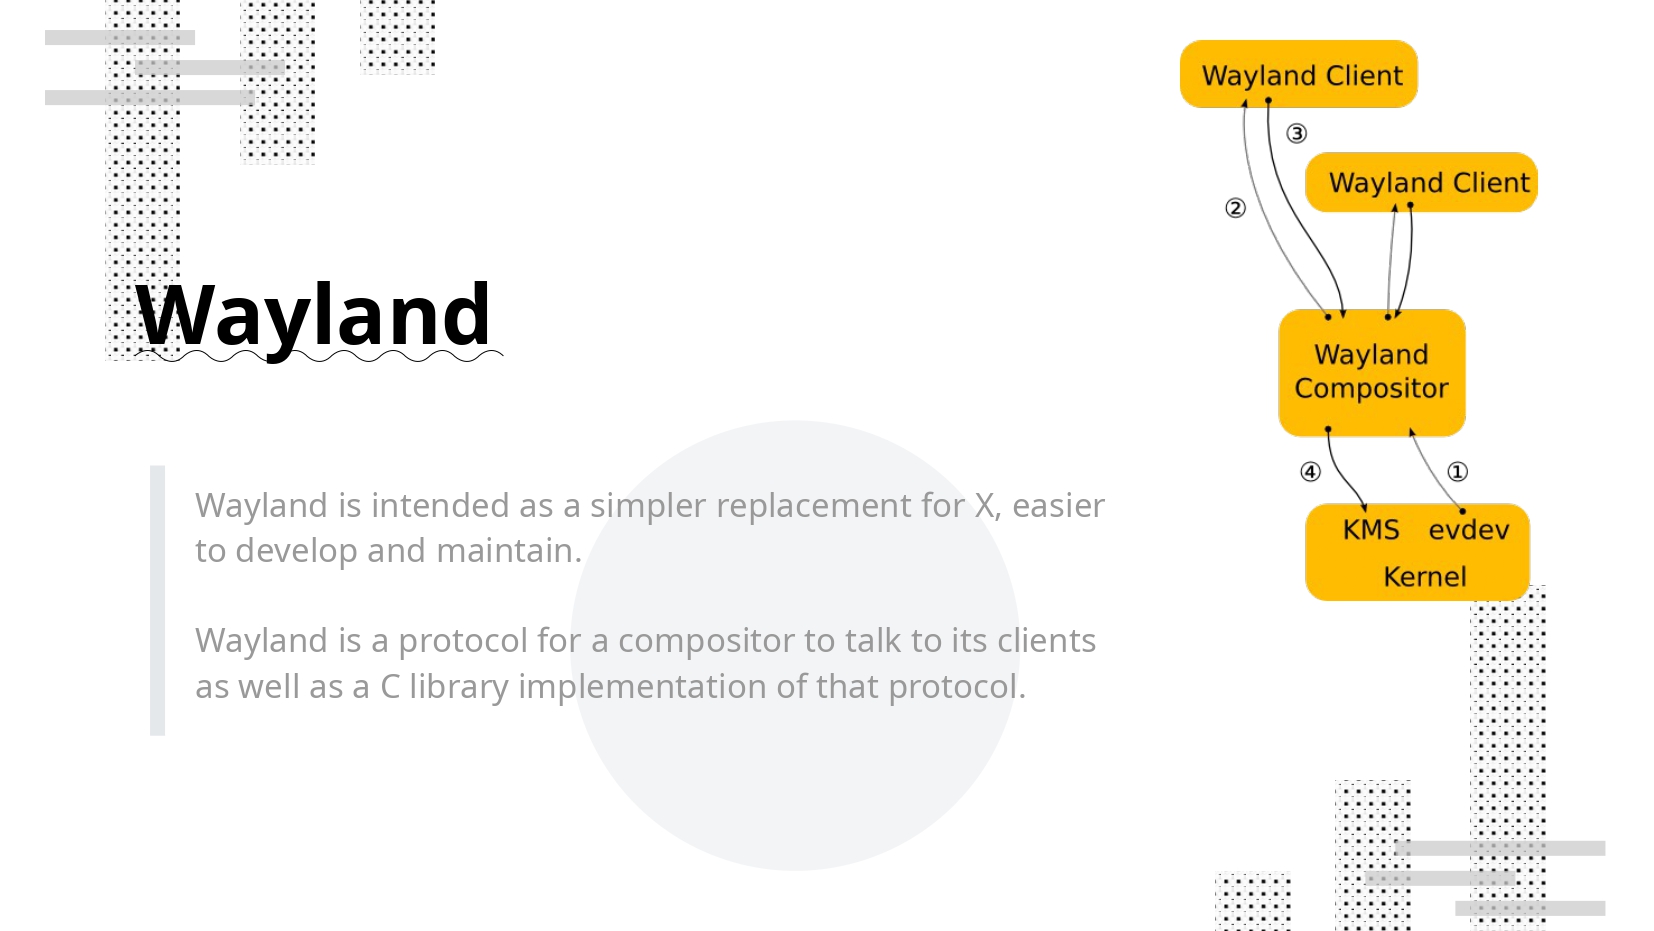 Wayland
Wayland is intended as a simpler replacement for X, easier
to develop and maintain.
Wayland is a protocol for a compositor to talk to its clients
as well as a C library implementation of that protocol.
Wayland Client
③
Wayland Client
②
Wayland
Compositor
④ ①
KMS evdev
Kernel